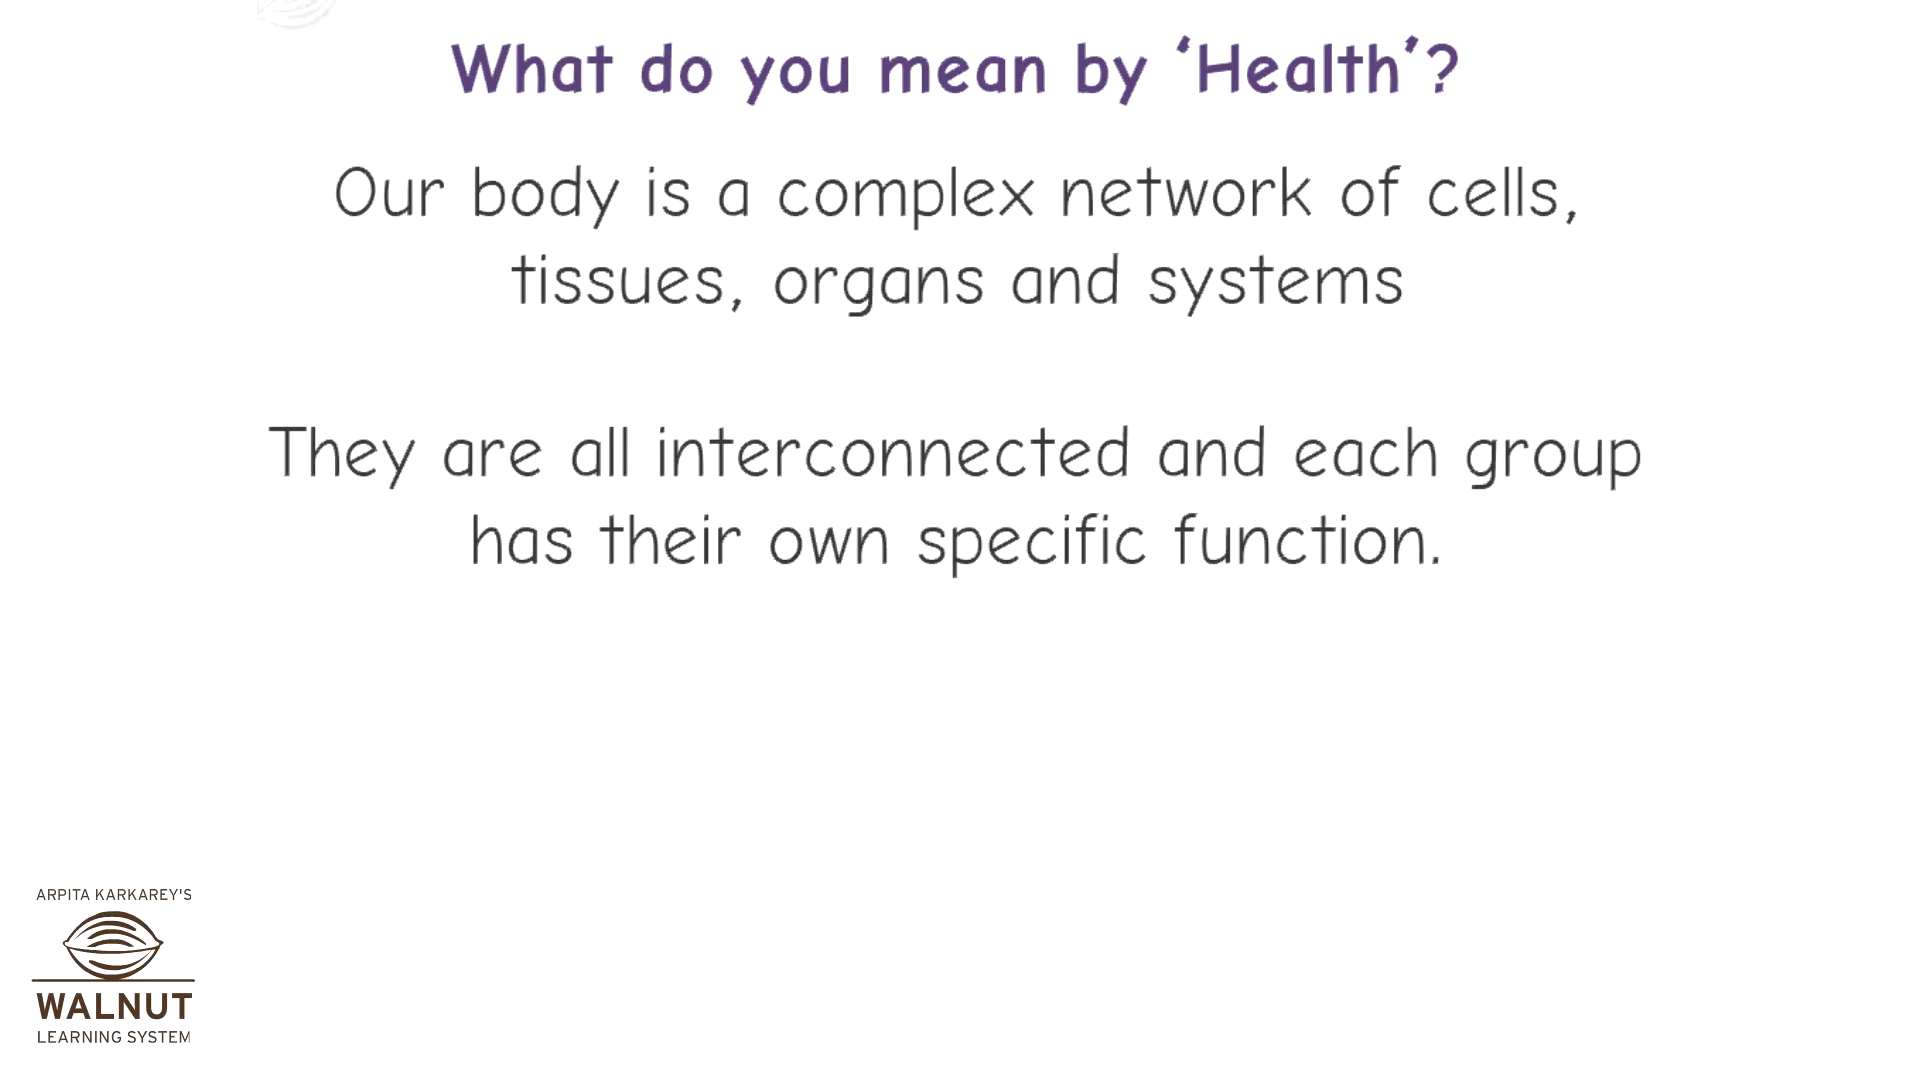 What do you mean by ‘Health’?
Our body is a complex network of cells,
tissues, organs and systems
They are all interconnected and each group
has their own specific function.
ARPITA KARKAREY'S
WALNUT
LEARNING SYSTEM